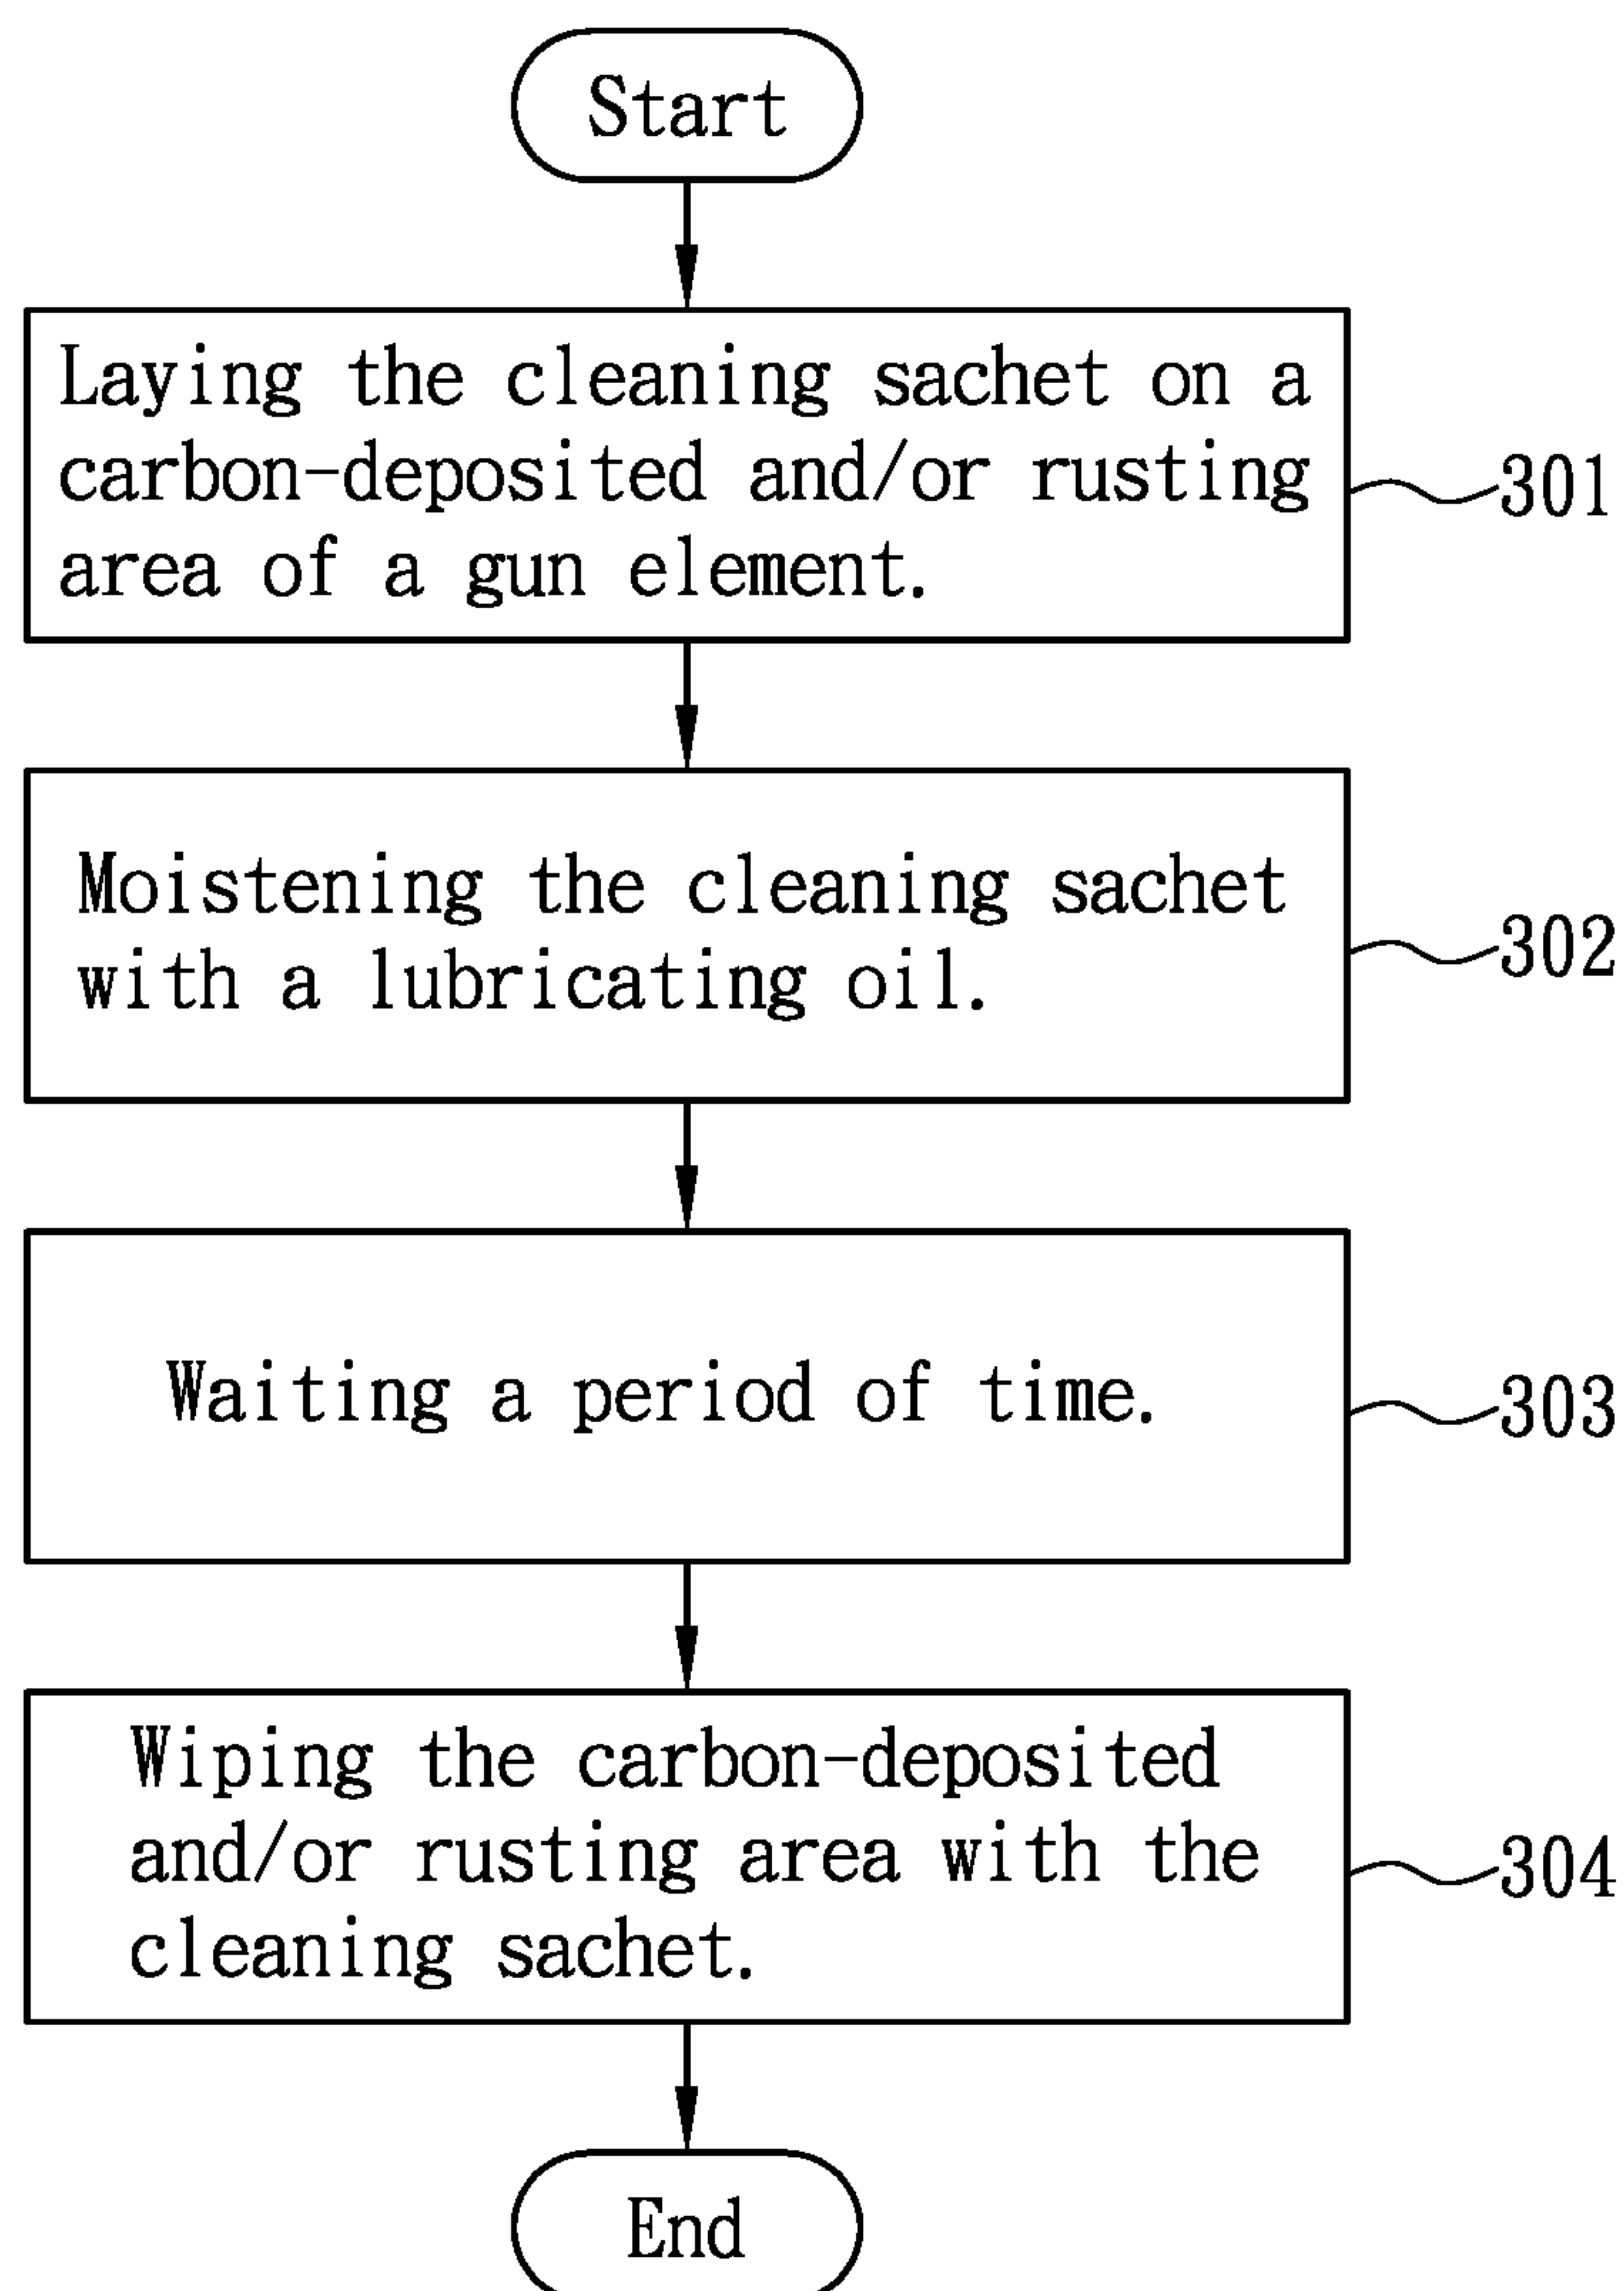 Start
Laying the cleaning sachet on a
carbon-deposited and/or rusting
area of a gun element.
301
Moistening the cleaning sachet
with a lubricating oil.
302
Waiting a period of time.
303
Wiping the carbon-deposited
and/or rusting area with the
cleaning sachet.
304
End